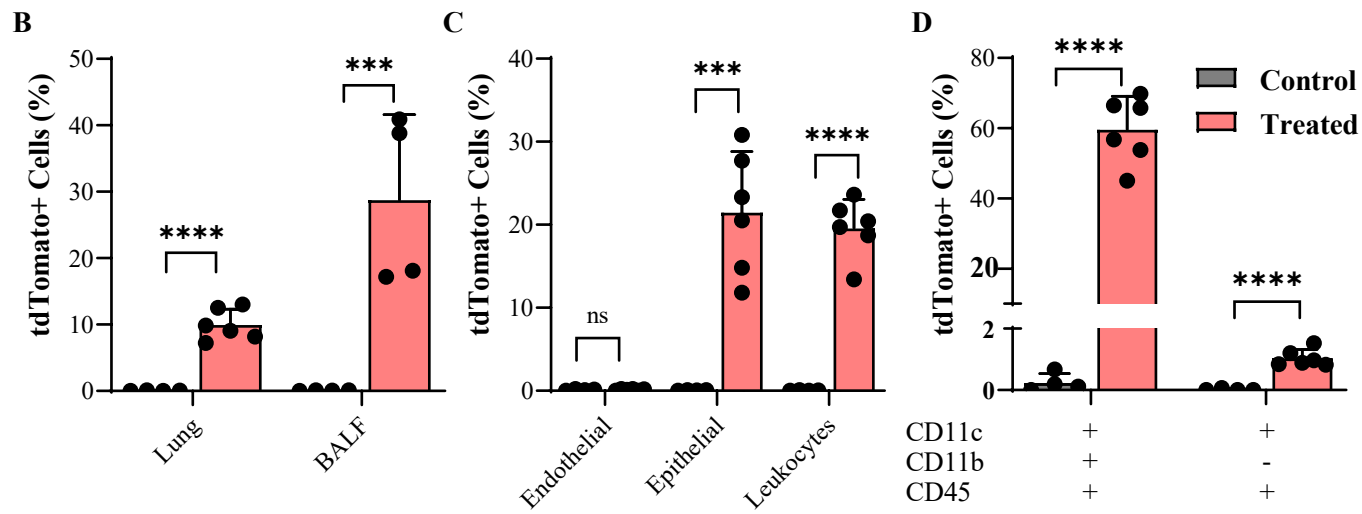 B
tdTomato+ Cells (%)
50
40
30
20
10
0
****
***
Lung
BALF
C
tdTomato+ Cells (%)
40
30
20
10
0
ns
***
****
Endothelial
Epithelial
Leukocytes
D
tdTomato+ Cells (%)
80
60
40
20
2
0
****
****
Control
Treated
CD11c + +
CD11b + -
CD45 + +